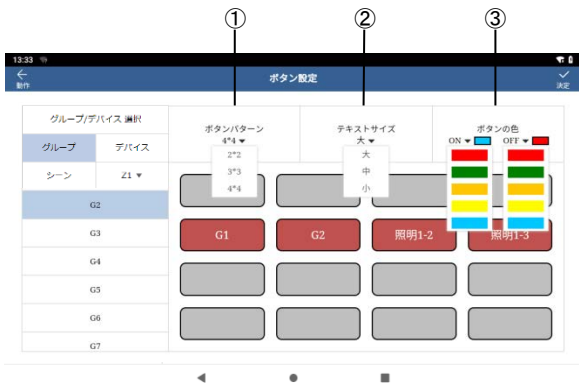 ① ② ③
13:33
動作 ボタン設定 決定
グループ/デバイス 選択
グループ デバイス
シーン Z1
G2
G3
G4
G5
G6
G7
ボタンパターン
4*4
2*2
3*3
4*4
テキストサイズ
大
大
中
小
ボタンの色
ON OFF
G1 G2 照明1-2 照明1-3